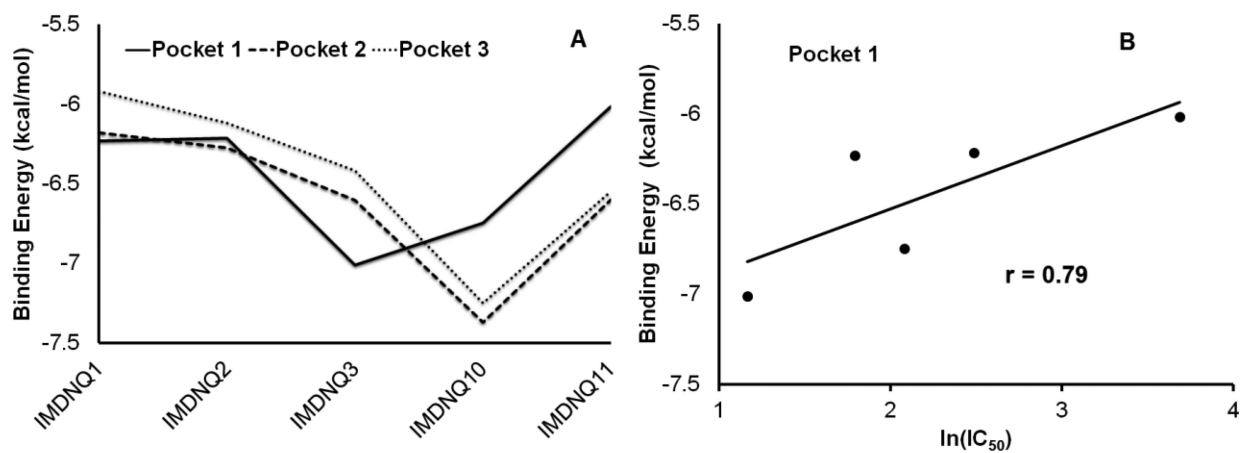 Binding Energy (kcal/mol)
-5.5
-6
-6.5
-7
-7.5
Pocket 1 Pocket 2 Pocket 3
A
IMDNQ1
IMDNQ2
IMDNQ3
IMDNQ10
IMDNQ11
Binding Energy (kcal/mol)
-5.5
-6
-6.5
-7
-7.5
Pocket 1
B
r = 0.79
1 2 3 4
ln(IC50)